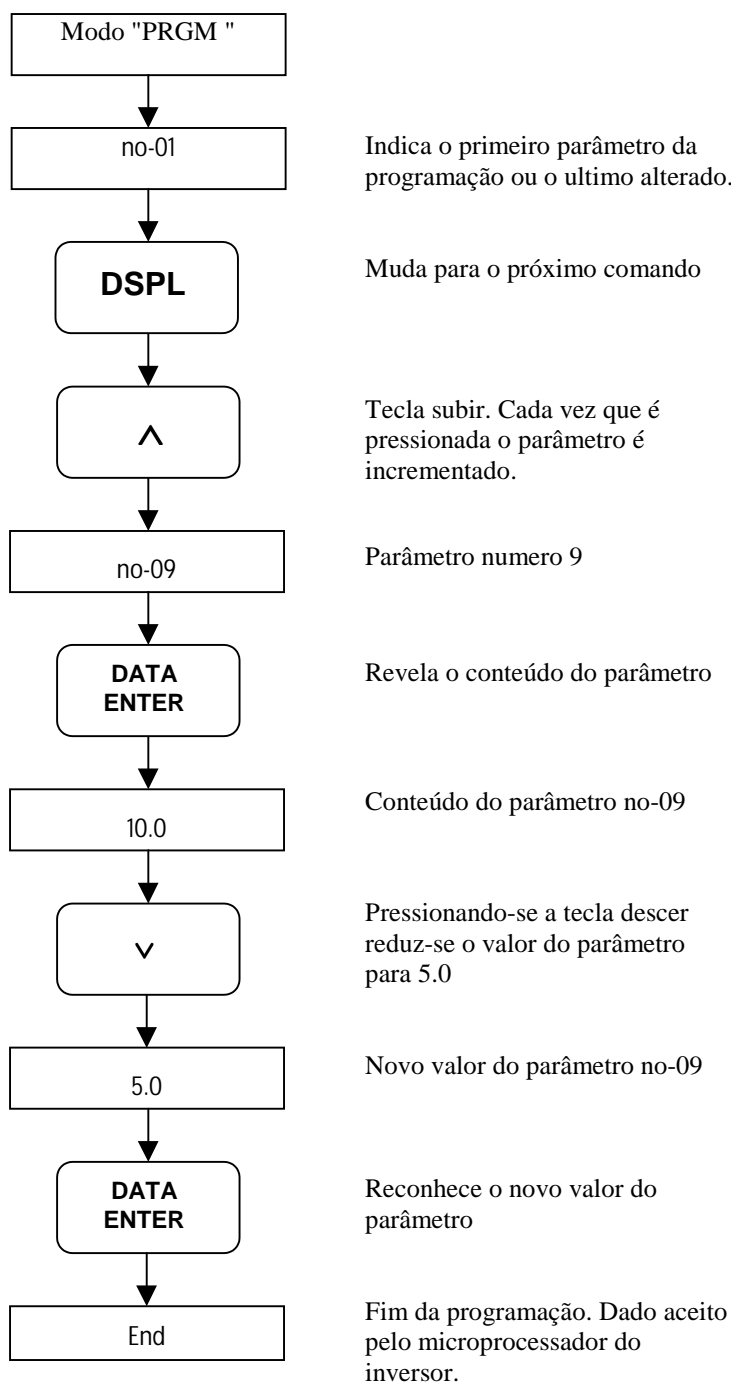 Modo "PRGM "
no-01
Indica o primeiro parâmetro da
programação ou o ultimo alterado.
DSPL
Muda para o próximo comando
^
Tecla subir. Cada vez que é
pressionada o parâmetro é
incrementado.
no-09
Parâmetro numero 9
DATA
ENTER
Revela o conteúdo do parâmetro
10.0
Conteúdo do parâmetro no-09
v
Pressionando-se a tecla descer
reduz-se o valor do parâmetro
para 5.0
5.0
Novo valor do parâmetro no-09
DATA
ENTER
Reconhece o novo valor do
parâmetro
End
Fim da programação. Dado aceito
pelo microprocessador do
inversor.